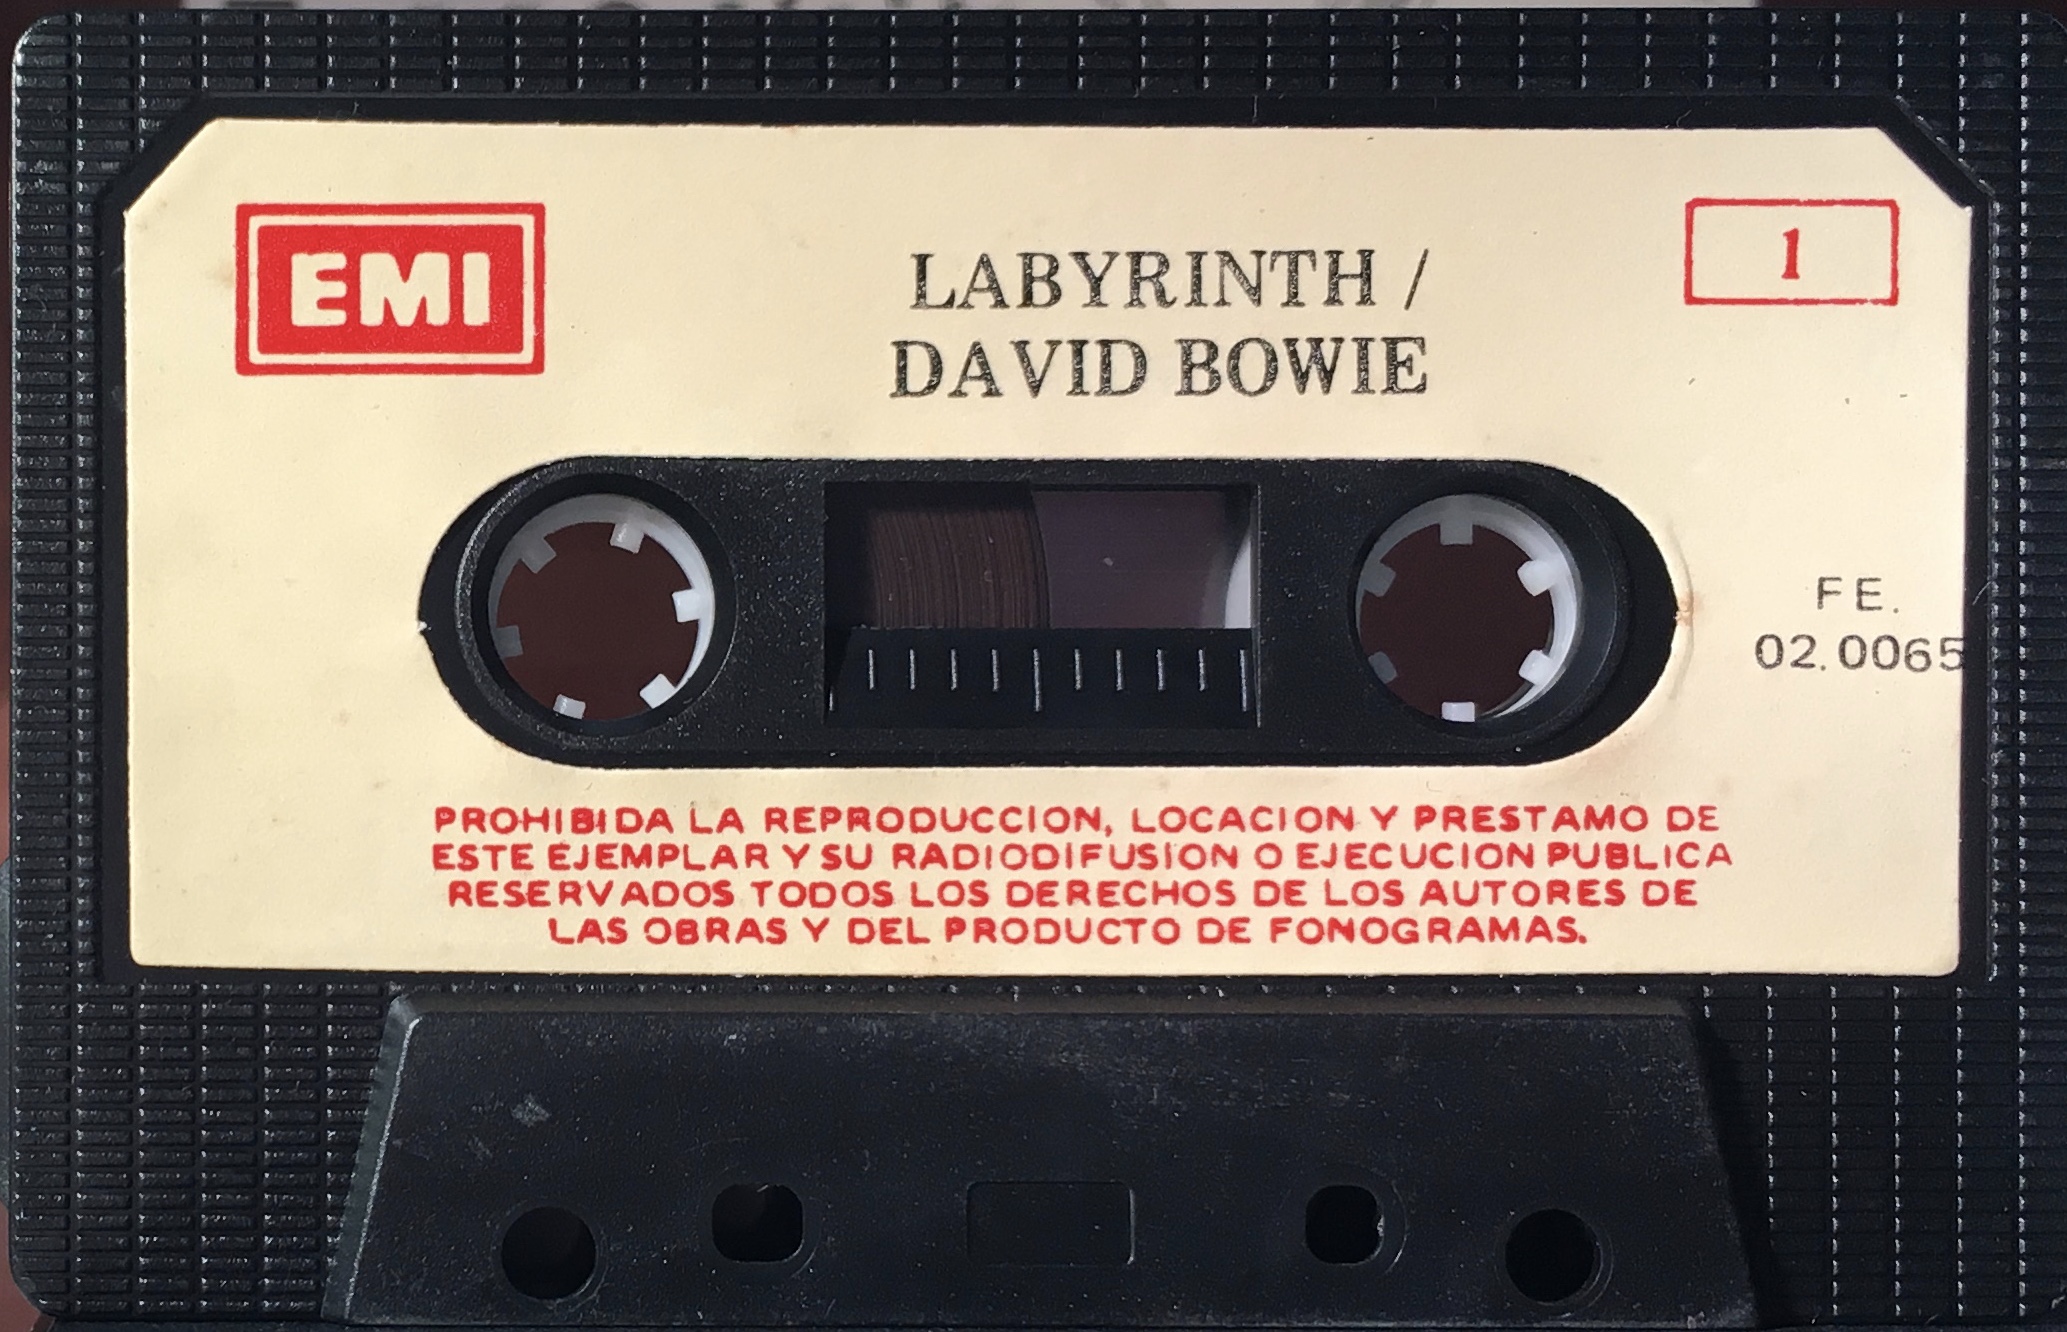 EMI
1
LABYRINTH /
DAVID BOWIE
FE.
02.0065
PROHIBIDA LA REPRODUCCION, LOCACION Y PRESTAMO DE
ESTE EJEMPLAR Y SU RADIODIFUSION O EJECUCION PUBLICA
RESERVADOS TODOS LOS DERECHOS DE LOS AUTORES DE
LAS OBRAS Y DEL PRODUCTO DE FONOGRAMAS.